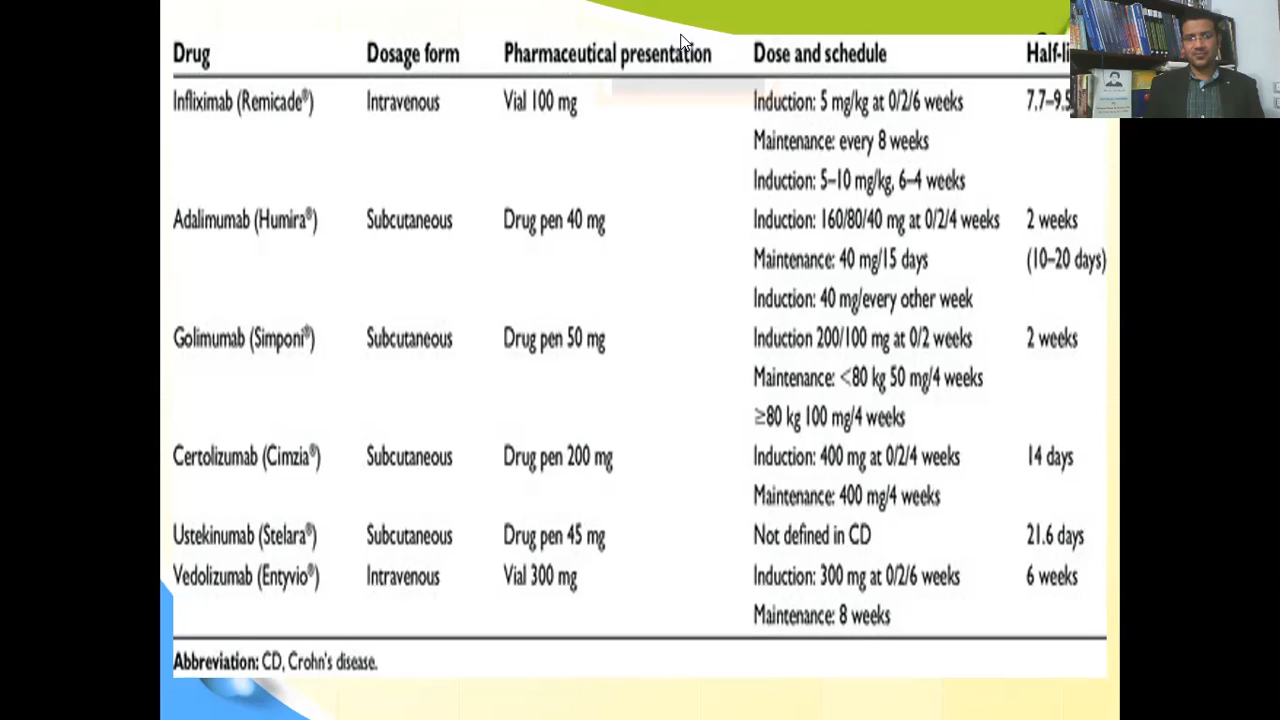 Drug Dosage form Pharmaceutical presentation Dose and schedule
Infliximab (Remicade®) Intravenous Vial 100 mg Induction: 5 mg/kg at 0/2/6 weeks
Maintenance: every 8 weeks
Induction: 5–10 mg/kg, 6–4 weeks
Adalimumab (Humira®) Subcutaneous Drug pen 40 mg Induction: 160/80/40 mg at 0/2/4 weeks 2 weeks
Maintenance: 40 mg/15 days (10–20 days)
Induction: 40 mg/every other week
Golimumab (Simponi®) Subcutaneous Drug pen 50 mg Induction 200/100 mg at 0/2 weeks 2 weeks
Maintenance: <80 kg 50 mg/4 weeks
≥80 kg 100 mg/4 weeks
Certolizumab (Cimzia®) Subcutaneous Drug pen 200 mg Induction: 400 mg at 0/2/4 weeks 14 days
Maintenance: 400 mg/4 weeks
Ustekinumab (Stelara®) Subcutaneous Drug pen 45 mg Not defined in CD 21.6 days
Vedolizumab (Entyvio®) Intravenous Vial 300 mg Induction: 300 mg at 0/2/6 weeks 6 weeks
Maintenance: 8 weeks
Abbreviation: CD, Crohn's disease.